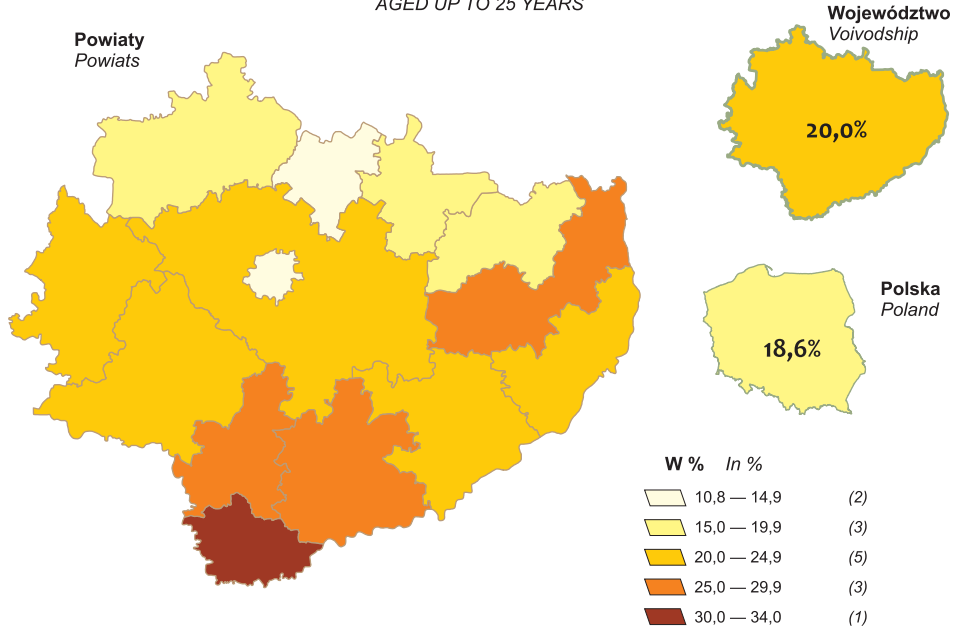 AGED UP TO 25 YEARS
Powiaty
Powiats
Województwo
Voivodship
20,0%
Polska
Poland
18,6%
W % In %
10,8 — 14,9 (2)
15,0 — 19,9 (3)
20,0 — 24,9 (5)
25,0 — 29,9 (3)
30,0 — 34,0 (1)